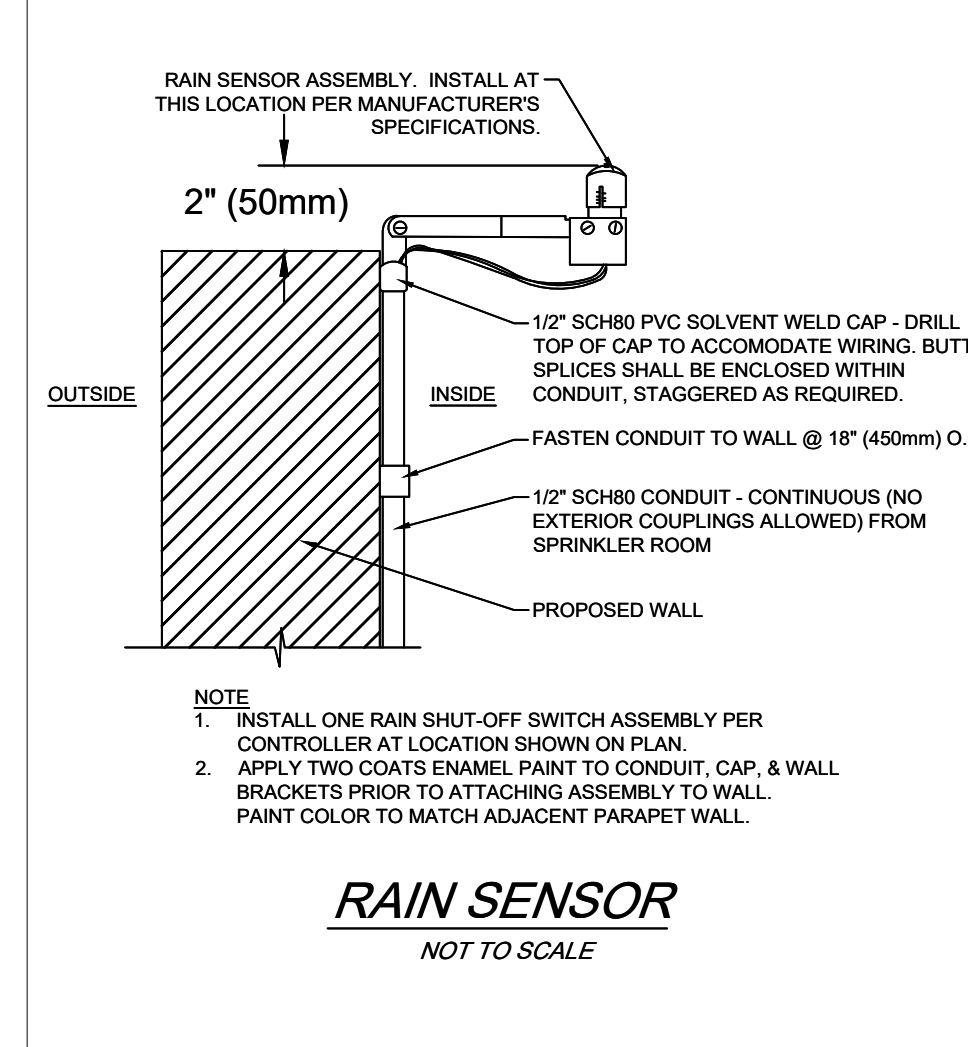 RAIN SENSOR ASSEMBLY. INSTALL AT
THIS LOCATION PER MANUFACTURER'S
SPECIFICATIONS.
2" (50mm)
1/2" SCH80 PVC SOLVENT WELD CAP - DRILL
TOP OF CAP TO ACCOMODATE WIRING. BUTT
SPLICES SHALL BE ENCLOSED WITHIN
CONDUIT, STAGGERED AS REQUIRED.
OUTSIDE
INSIDE
FASTEN CONDUIT TO WALL @ 18" (450mm) O.
1/2" SCH80 CONDUIT - CONTINUOUS (NO
EXTERIOR COUPLINGS ALLOWED) FROM
SPRINKLER ROOM
PROPOSED WALL
NOTE
1. INSTALL ONE RAIN SHUT-OFF SWITCH ASSEMBLY PER
CONTROLLER AT LOCATION SHOWN ON PLAN.
2. APPLY TWO COATS ENAMEL PAINT TO CONDUIT, CAP, & WALL
BRACKETS PRIOR TO ATTACHING ASSEMBLY TO WALL.
PAINT COLOR TO MATCH ADJACENT PARAPET WALL.
RAIN SENSOR
NOT TO SCALE